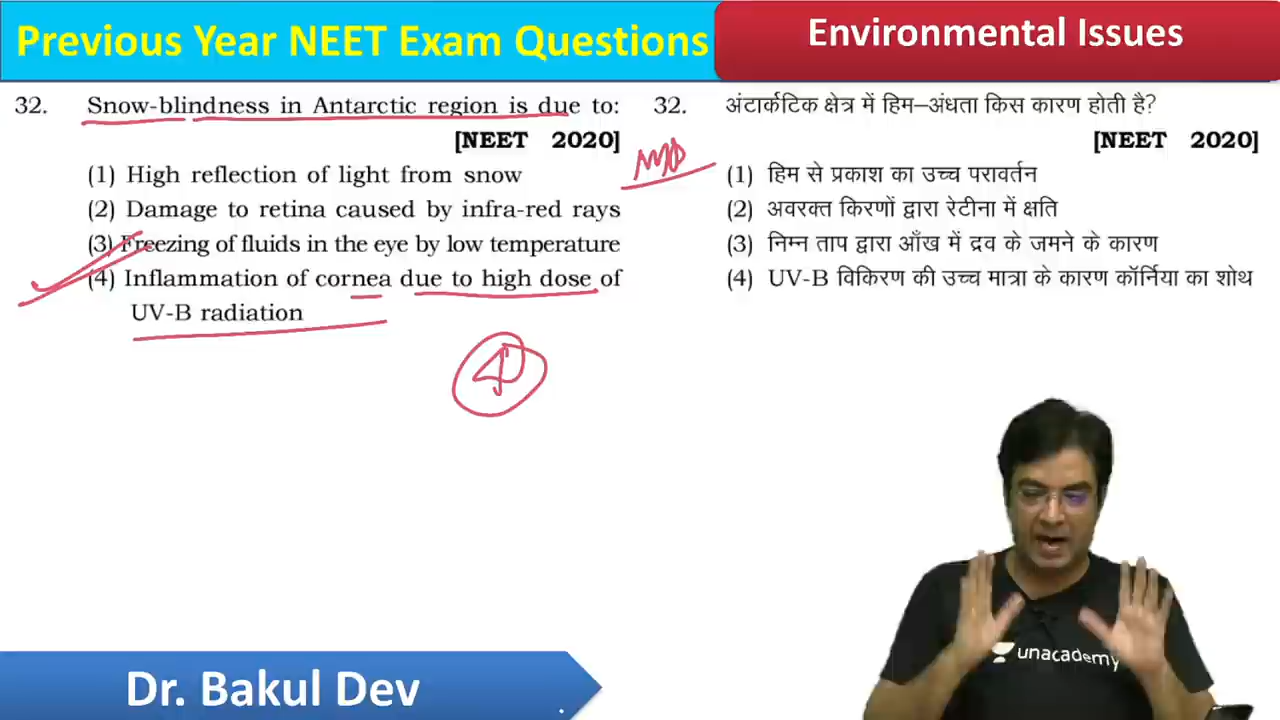 Previous Year NEET Exam Questions
Environmental Issues
32. Snow-blindness in Antarctic region is due to:
[NEET 2020]
(1) High reflection of light from snow
(2) Damage to retina caused by infra-red rays
(3) Freezing of fluids in the eye by low temperature
(4) Inflammation of cornea due to high dose of
UV-B radiation
4
32. अंटार्कटिक क्षेत्र में हिम–अंधता किस कारण होती है?
[NEET 2020]
(1) हिम से प्रकाश का उच्च परावर्तन
(2) अवरक्त किरणों द्वारा रेटीना में क्षति
(3) निम्न ताप द्वारा आँख में द्रव के जमने के कारण
(4) UV-B विकिरण की उच्च मात्रा के कारण कॉर्निया का शोथ
unacademy
Dr. Bakul Dev